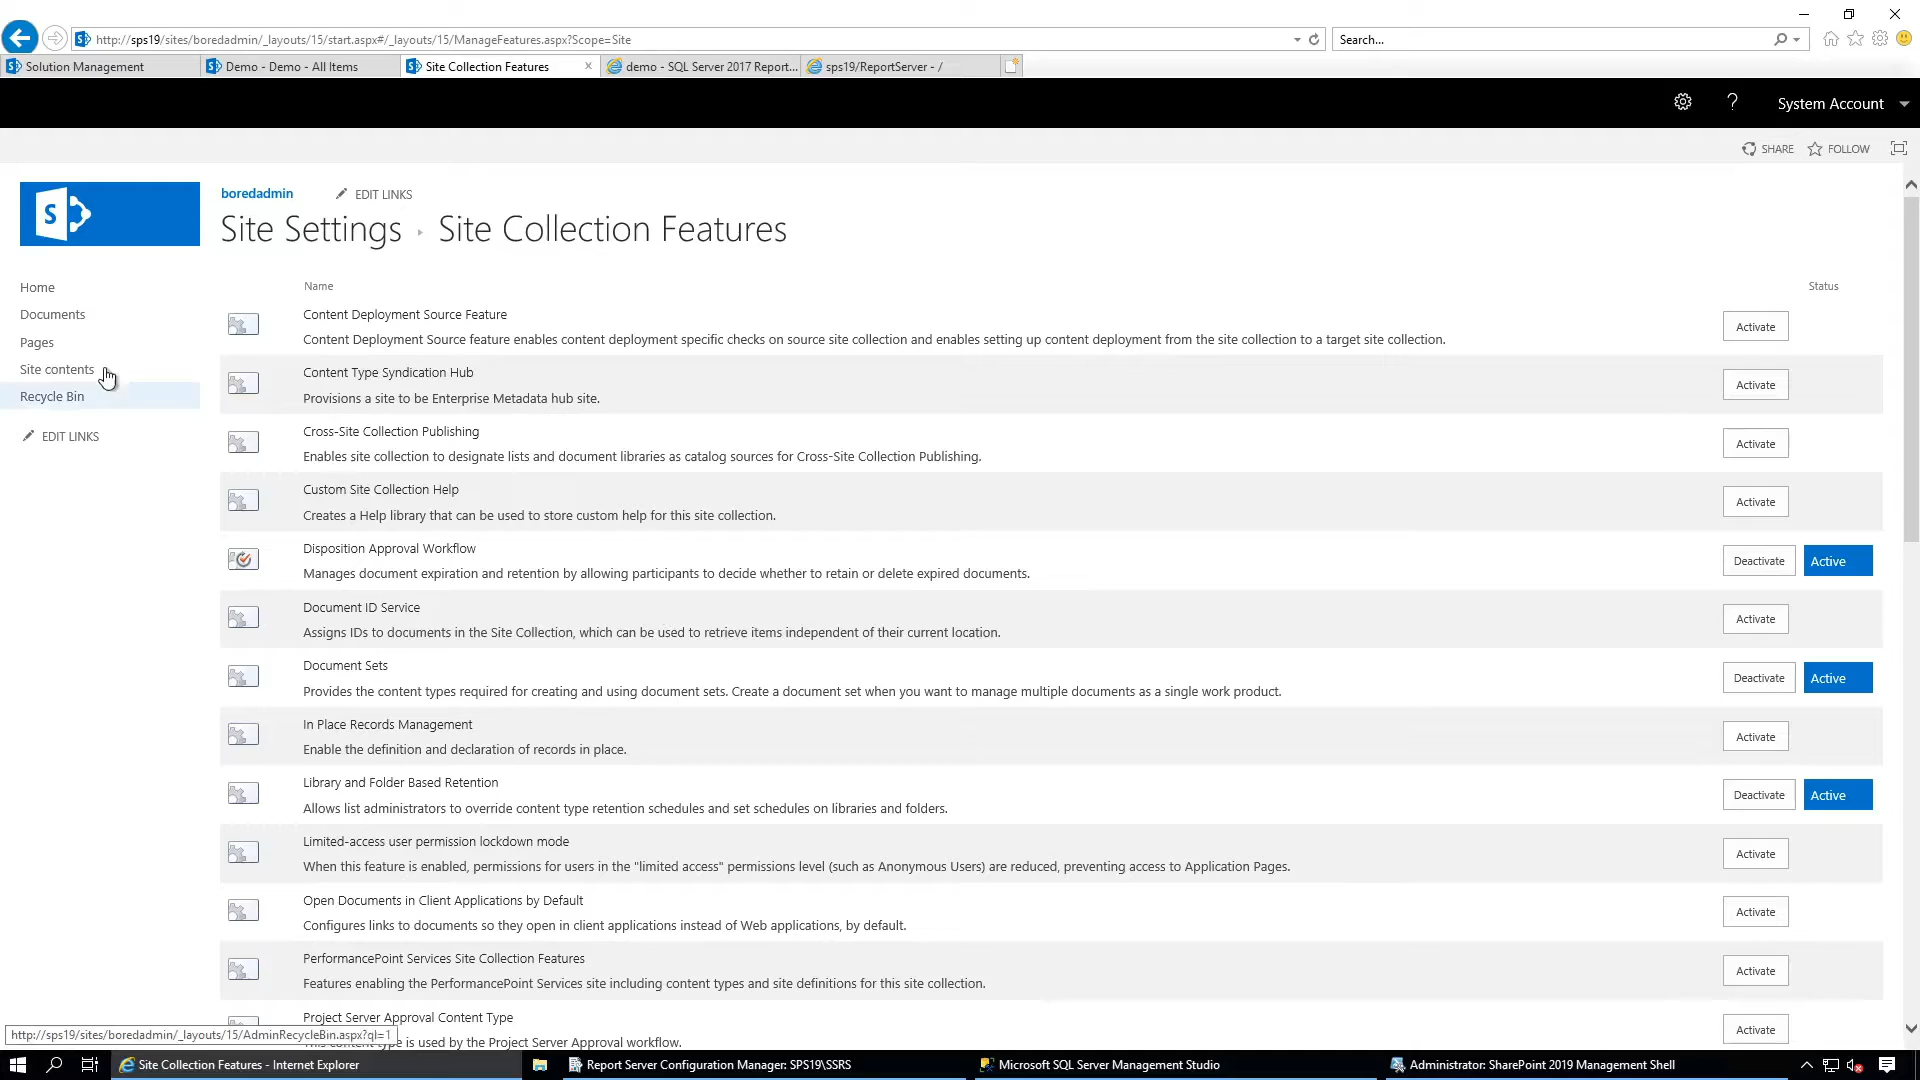 http://sps19/sites/boredadmin/_layouts/15/start.aspx#/_layouts/15/ManageFeatures.aspx?Scope=Site
Search...
Solution Management
Demo - Demo - All Items
Site Collection Features
demo - SQL Server 2017 Report...
sps19/ReportServer - /
?
System Account
SHARE
FOLLOW
S
boredadmin
EDIT LINKS
Site Settings ▸ Site Collection Features
Home
Documents
Pages
Site contents
Recycle Bin
EDIT LINKS
Name
Status
Content Deployment Source Feature
Content Deployment Source feature enables content deployment specific checks on source site collection and enables setting up content deployment from the site collection to a target site collection.
Activate
Content Type Syndication Hub
Provisions a site to be Enterprise Metadata hub site.
Activate
Cross-Site Collection Publishing
Enables site collection to designate lists and document libraries as catalog sources for Cross-Site Collection Publishing.
Activate
Custom Site Collection Help
Creates a Help library that can be used to store custom help for this site collection.
Activate
Disposition Approval Workflow
Manages document expiration and retention by allowing participants to decide whether to retain or delete expired documents.
Deactivate
Active
Document ID Service
Assigns IDs to documents in the Site Collection, which can be used to retrieve items independent of their current location.
Activate
Document Sets
Provides the content types required for creating and using document sets. Create a document set when you want to manage multiple documents as a single work product.
Deactivate
Active
In Place Records Management
Enable the definition and declaration of records in place.
Activate
Library and Folder Based Retention
Allows list administrators to override content type retention schedules and set schedules on libraries and folders.
Deactivate
Active
Limited-access user permission lockdown mode
When this feature is enabled, permissions for users in the "limited access" permissions level (such as Anonymous Users) are reduced, preventing access to Application Pages.
Activate
Open Documents in Client Applications by Default
Configures links to documents so they open in client applications instead of Web applications, by default.
Activate
PerformancePoint Services Site Collection Features
Features enabling the PerformancePoint Services site including content types and site definitions for this site collection.
Activate
Project Server Approval Content Type
is used by the Project Server Approval workflow.
Activate
http://sps19/sites/boredadmin/_layouts/15/AdminRecycleBin.aspx?ql=1
Site Collection Features - Internet Explorer
Report Server Configuration Manager: SPS19\SSRS
Microsoft SQL Server Management Studio
Administrator: SharePoint 2019 Management Shell